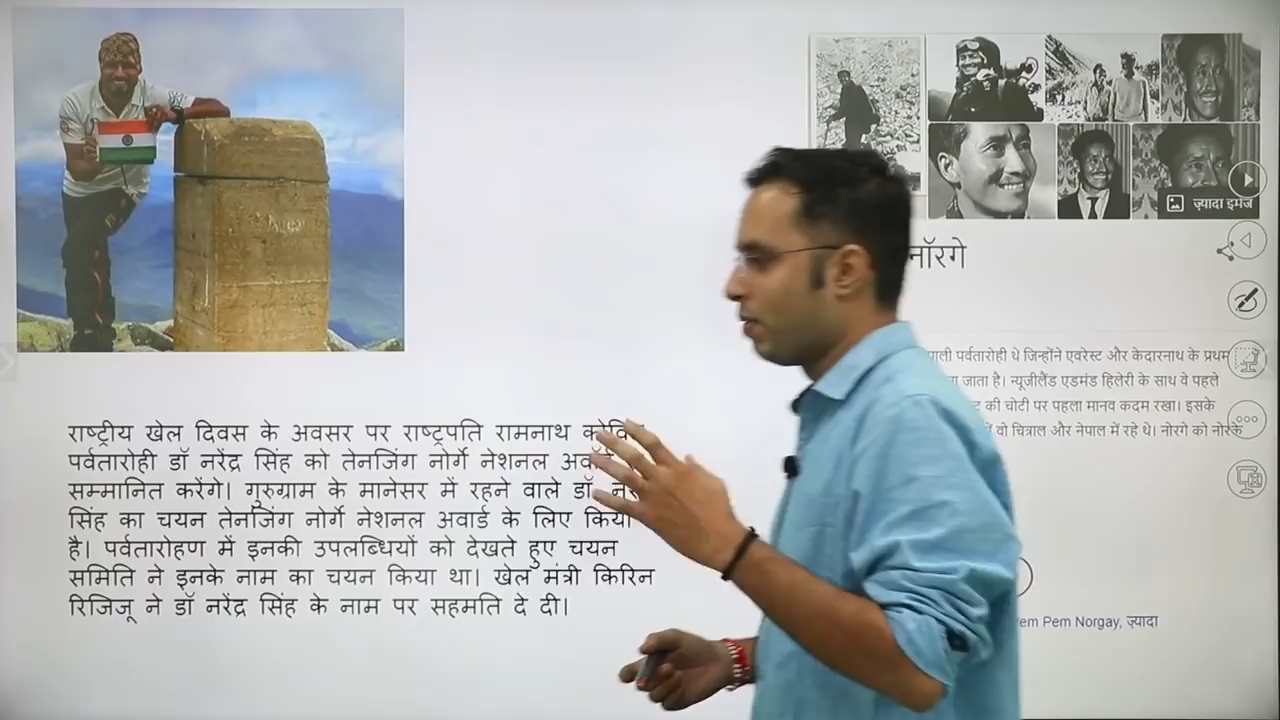 राष्ट्रीय खेल दिवस के अवसर पर राष्ट्रपति रामनाथ
पर्वतारोही डॉ नरेंद्र सिंह को तेनजिंग नोर्गे नेशनल
सम्मानित करेंगे। गुरुग्राम के मानेसर में रहने वाले डॉ
सिंह का चयन तेनजिंग नोर्गे नेशनल अवार्ड के लिए किया
है। पर्वतारोहण में इनकी उपलब्धियों को देखते हुए चयन
समिति ने इनके नाम का चयन किया था। खेल मंत्री किरिन
रिजिजू ने डॉ नरेंद्र सिंह के नाम पर सहमति दे दी।
ज़्यादा इमेज
नॉरगे
पर्वतारोही थे जिन्होंने एवरेस्ट और केदारनाथ के प्रथम
जाता है। न्यूजीलैंड एडमंड हिलेरी के साथ वे पहले
की चोटी पर पहला मानव कदम रखा। इसके
वो चित्राल और नेपाल में रहे थे। नोरगे को नोरके
Pem Norgay, ज़्यादा